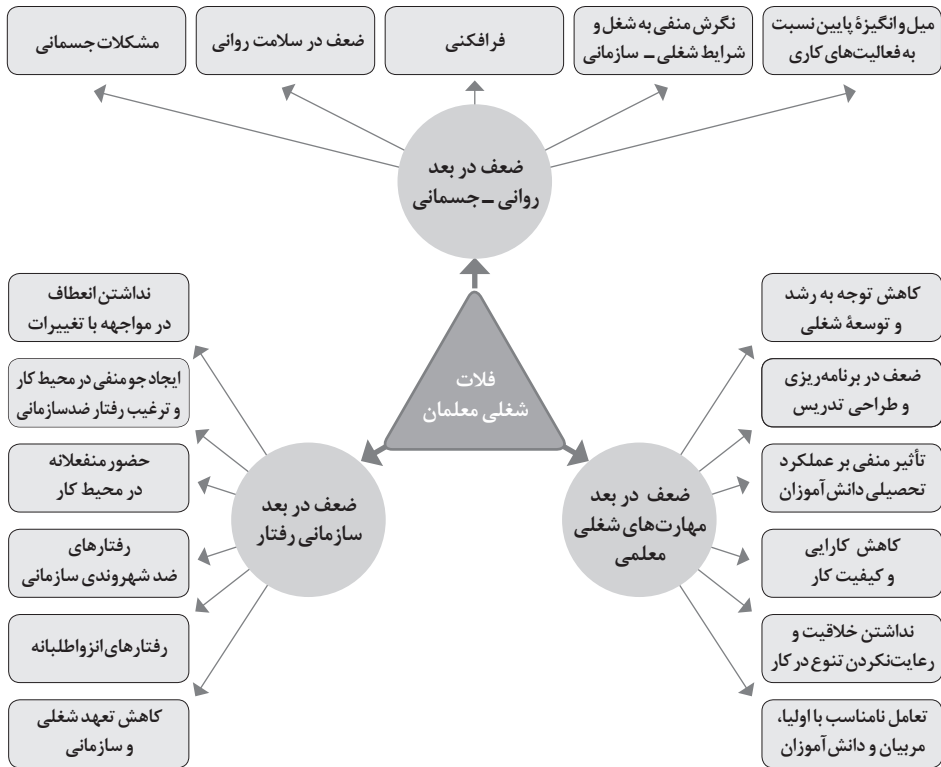 میل و انگیزهٔ پایین نسبت
به فعالیت‌های کاری
نگرش منفی به شغل و
شرایط شغلی ـ سازمانی
فرافکنی
ضعف در سلامت روانی
مشکلات جسمانی
ضعف در بعد
روانی ـ جسمانی
فلات
شغلی معلمان
ضعف در بعد
مهارت‌های شغلی
معلمی
کاهش توجه به رشد
و توسعهٔ شغلی
ضعف در برنامه‌ریزی
و طراحی تدریس
تأثیر منفی بر عملکرد
تحصیلی دانش‌آموزان
کاهش کارایی
و کیفیت کار
نداشتن خلاقیت و
رعایت‌نکردن تنوع در کار
تعامل نامناسب با اولیا،
مربیان و دانش‌آموزان
ضعف در بعد
سازمانی رفتار
نداشتن انعطاف
در مواجهه با تغییرات
ایجاد جو منفی در محیط کار
و ترغیب رفتار ضدسازمانی
حضور منفعلانه
در محیط کار
رفتارهای
ضد شهروندی سازمانی
رفتارهای انزواطلبانه
کاهش تعهد شغلی
و سازمانی